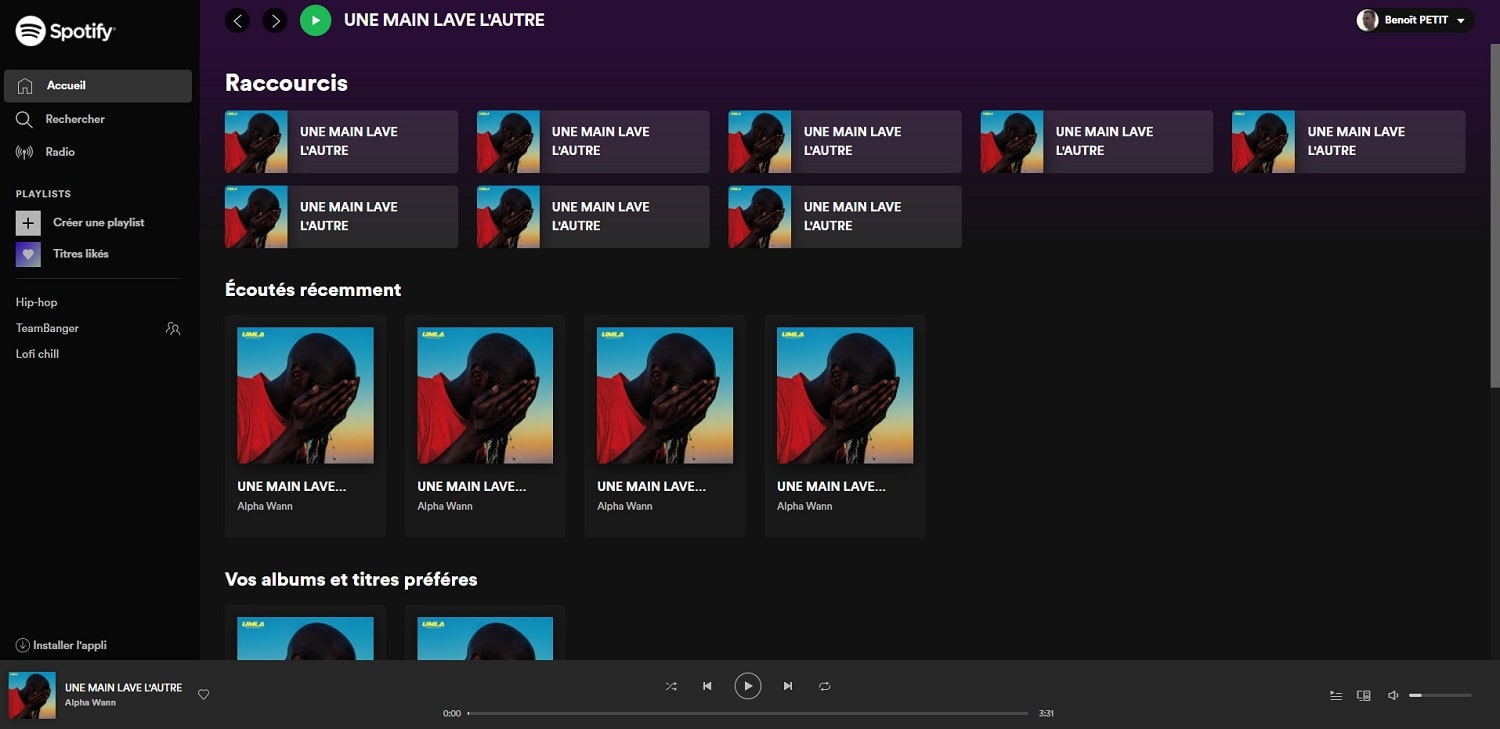 Spotify
UNE MAIN LAVE L'AUTRE
Benoît PETIT
Accueil
Rechercher
Radio
PLAYLISTS
Créer une playlist
Titres likés
Hip-hop
TeamBanger
Lofi chill
Installer l'appli
Raccourcis
UMLA
UNE MAIN LAVE
L'AUTRE
UMLA
UNE MAIN LAVE
L'AUTRE
UMLA
UNE MAIN LAVE
L'AUTRE
UMLA
UNE MAIN LAVE
L'AUTRE
UMLA
UNE MAIN LAVE
L'AUTRE
UMLA
UNE MAIN LAVE
L'AUTRE
UMLA
UNE MAIN LAVE
L'AUTRE
UMLA
UNE MAIN LAVE
L'AUTRE
Écoutés récemment
UMLA
UNE MAIN LAVE...
Alpha Wann
UMLA
UNE MAIN LAVE...
Alpha Wann
UMLA
UNE MAIN LAVE...
Alpha Wann
UMLA
UNE MAIN LAVE...
Alpha Wann
Vos albums et titres préféres
UMLA
UMLA
UNE MAIN LAVE L'AUTRE
Alpha Wann
0:00
3:31